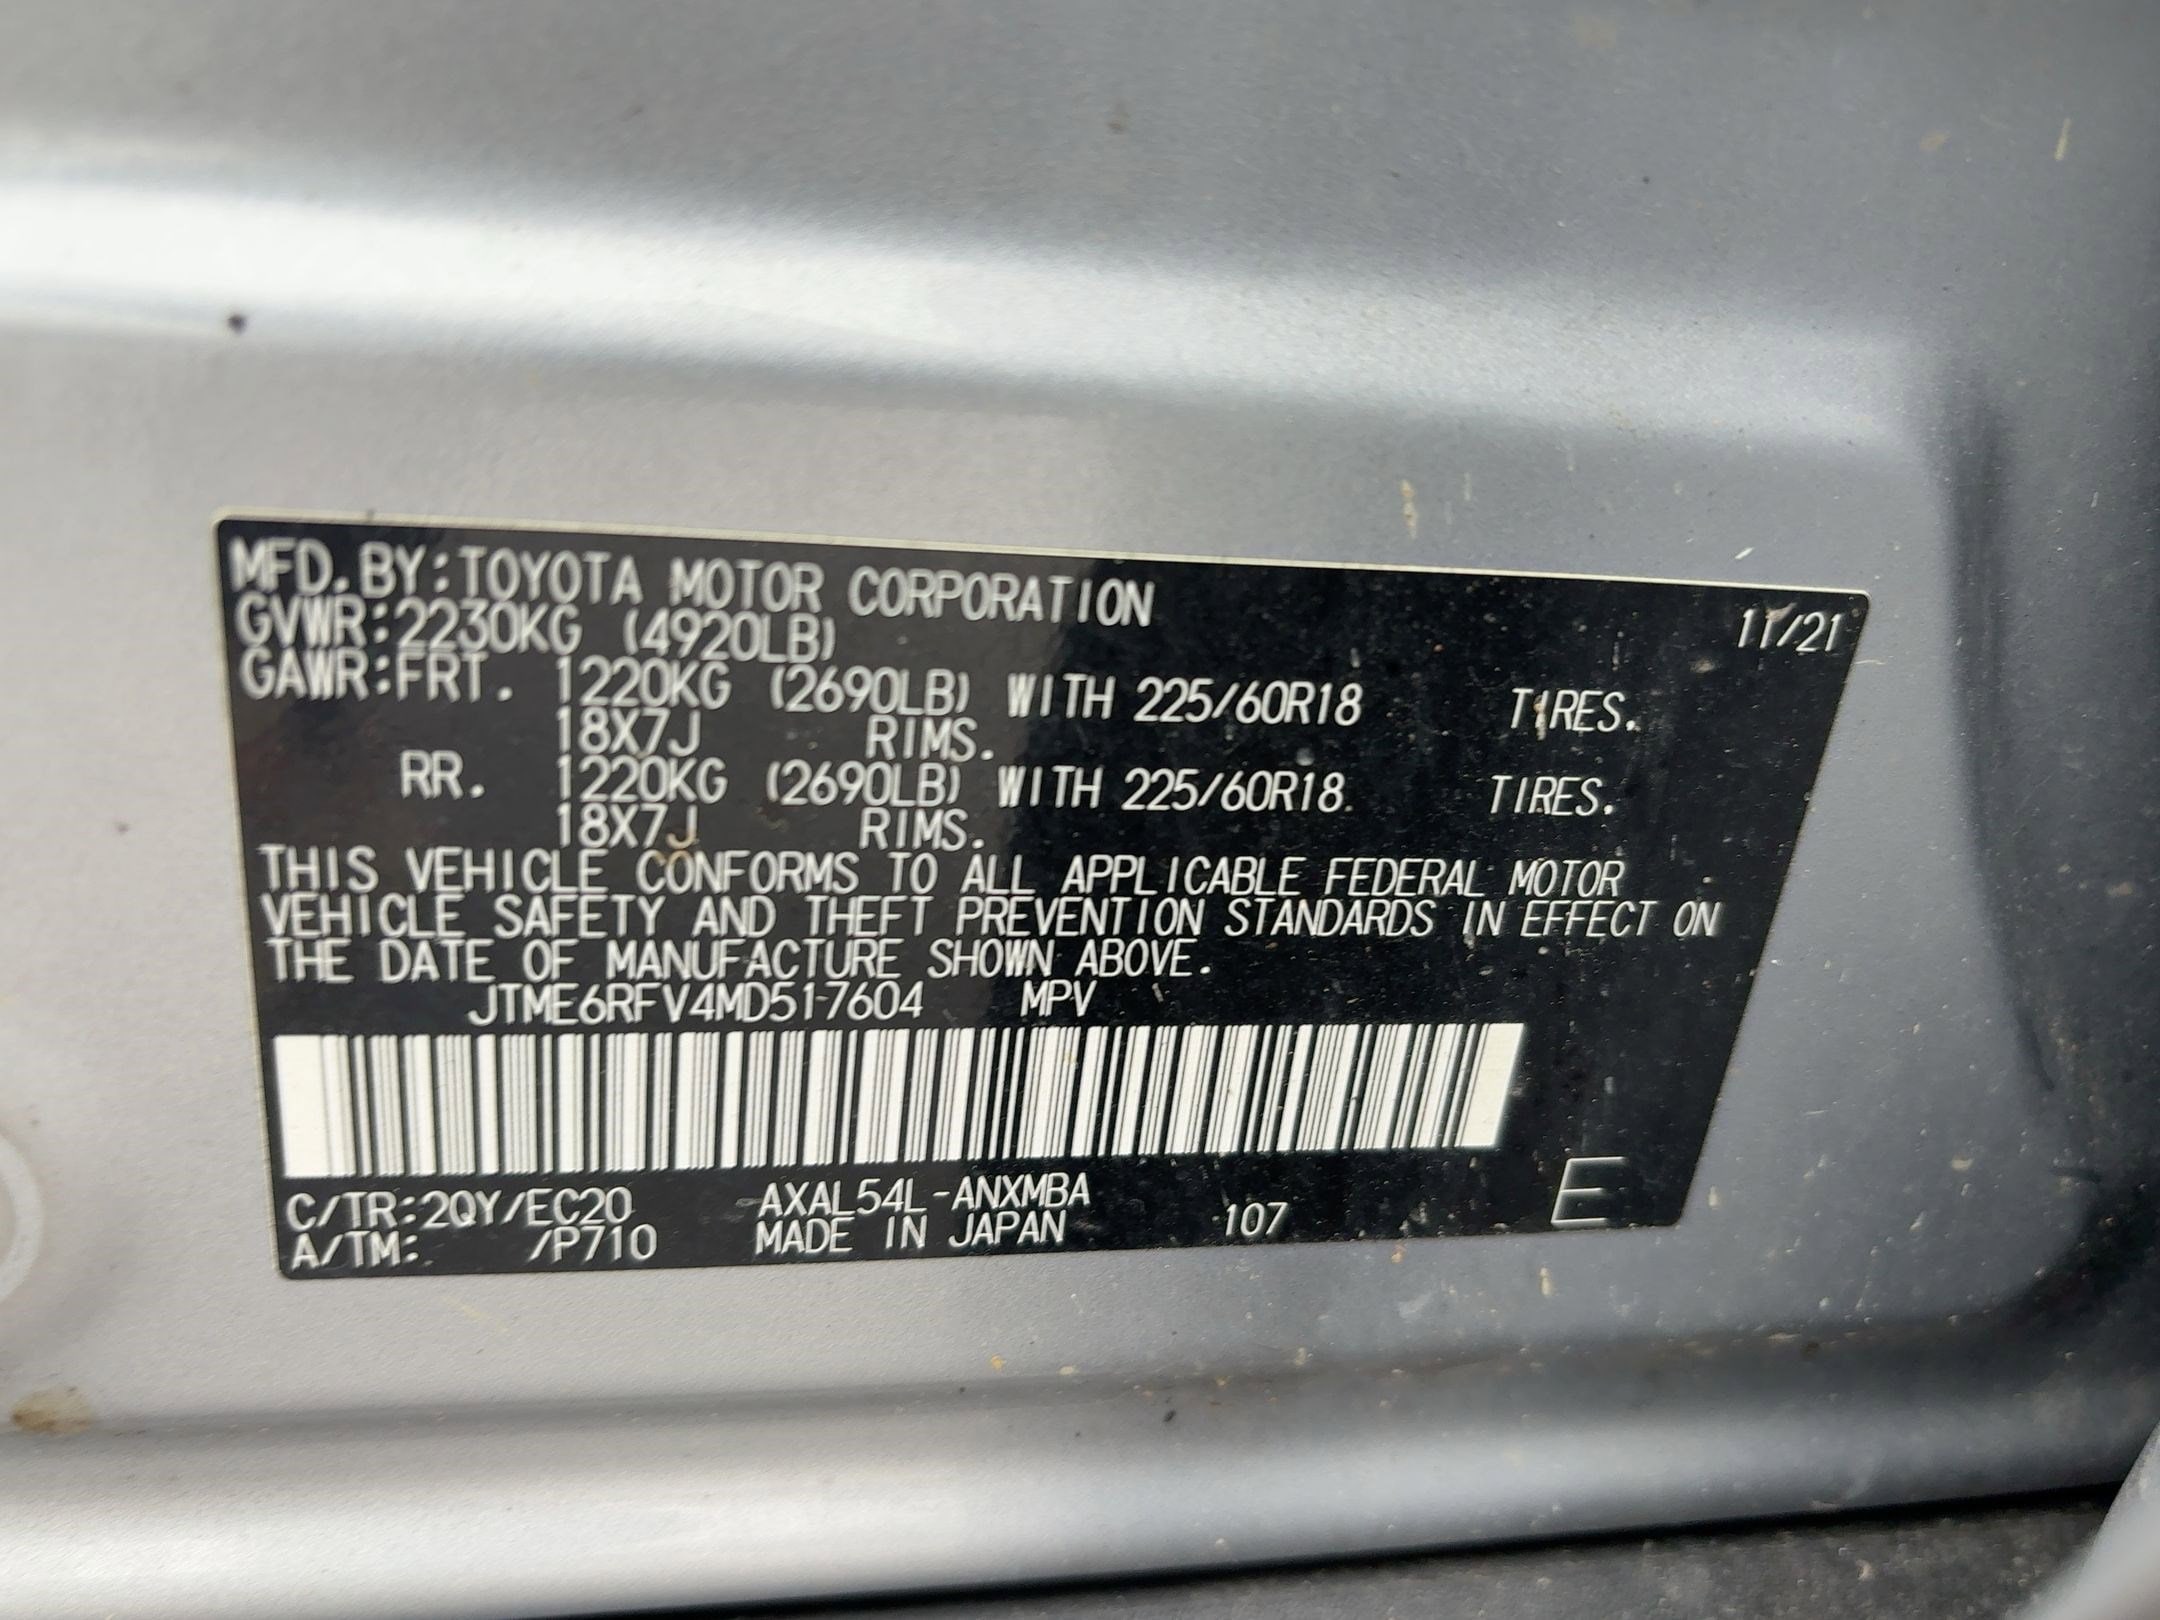 MFD.BY:TOYOTA MOTOR CORPORATION 11/21
GVWR:2230KG (4920LB)
GAWR:FRT. 1220KG (2690LB) WITH 225/60R18 TIRES.
18X7J RIMS.
RR. 1220KG (2690LB) WITH 225/60R18 TIRES.
18X7J RIMS.
THIS VEHICLE CONFORMS TO ALL APPLICABLE FEDERAL MOTOR
VEHICLE SAFETY AND THEFT PREVENTION STANDARDS IN EFFECT ON
THE DATE OF MANUFACTURE SHOWN ABOVE.
JTME6RFV4MD517604 MPV
C/TR:2QY/EC20 AXAL54L-ANXMBA
A/TM: /P710 MADE IN JAPAN 107 E